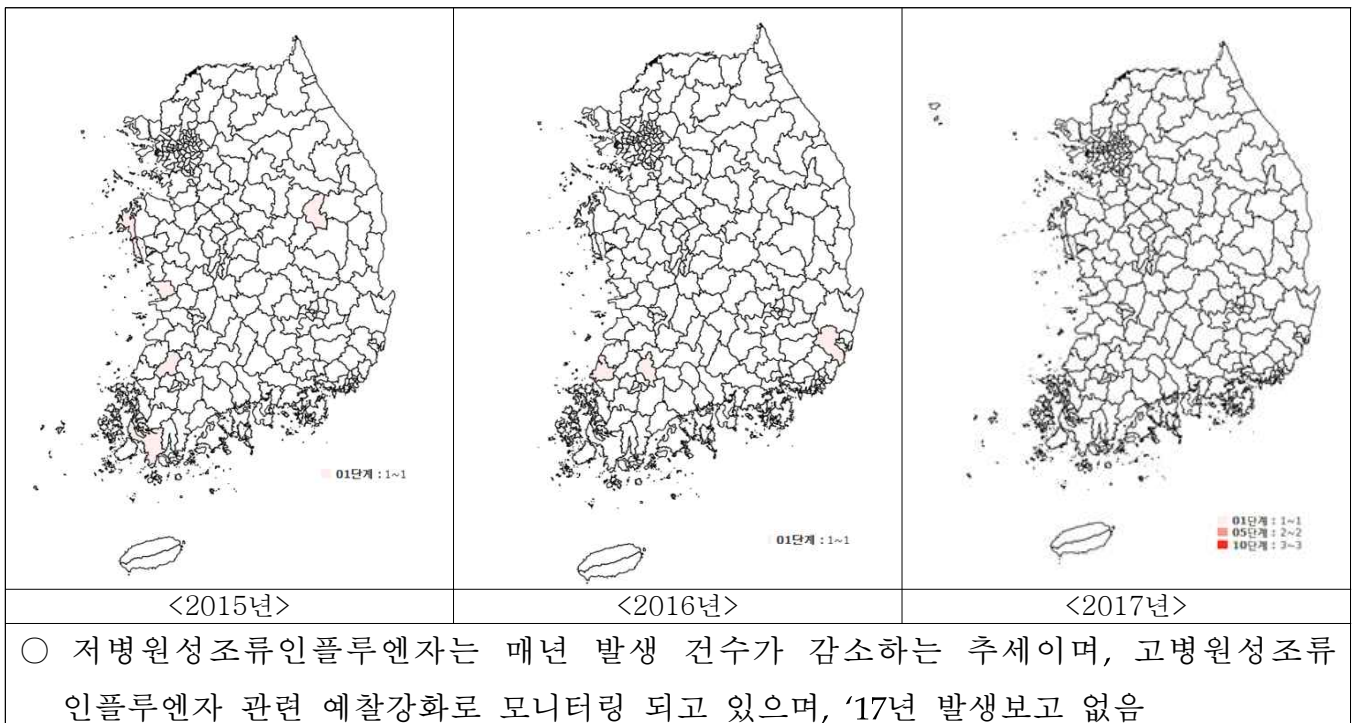 01단계 : 1~1
01단계 : 1~1
01단계 : 1~1
05단계 : 2~2
10단계 : 3~3
<2015년>
<2016년>
<2017년>
○ 저병원성조류인플루엔자는 매년 발생 건수가 감소하는 추세이며, 고병원성조류
인플루엔자 관련 예찰강화로 모니터링 되고 있으며, ‘17년 발생보고 없음